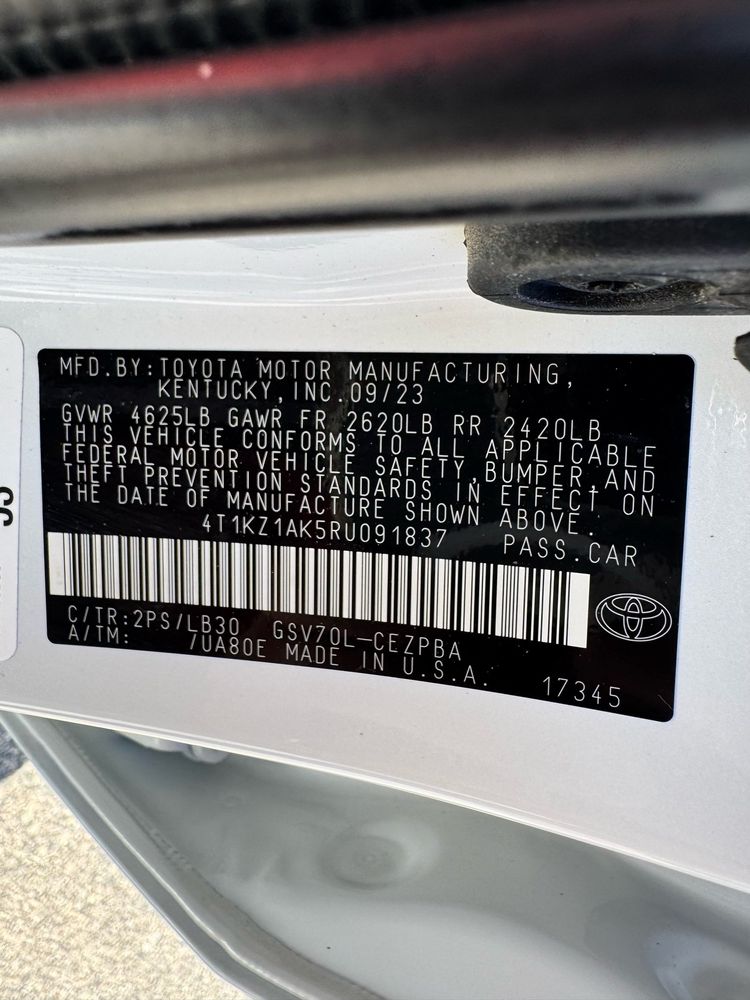 MFD.BY:TOYOTA MOTOR MANUFACTURING,
KENTUCKY,INC.09/23
GVWR 4625LB GAWR FR 2620LB RR 2420LB
THIS VEHICLE CONFORMS TO ALL APPLICABLE
FEDERAL MOTOR VEHICLE SAFETY,BUMPER,AND
THEFT PREVENTION STANDARDS IN EFFECT ON
THE DATE OF MANUFACTURE SHOWN ABOVE.
4T1KZ1AK5RU091837 PASS.CAR
C/TR:2PS/LB30 GSV70L-CEZPBA
A/TM: /UA80E MADE IN U.S.A.
17345